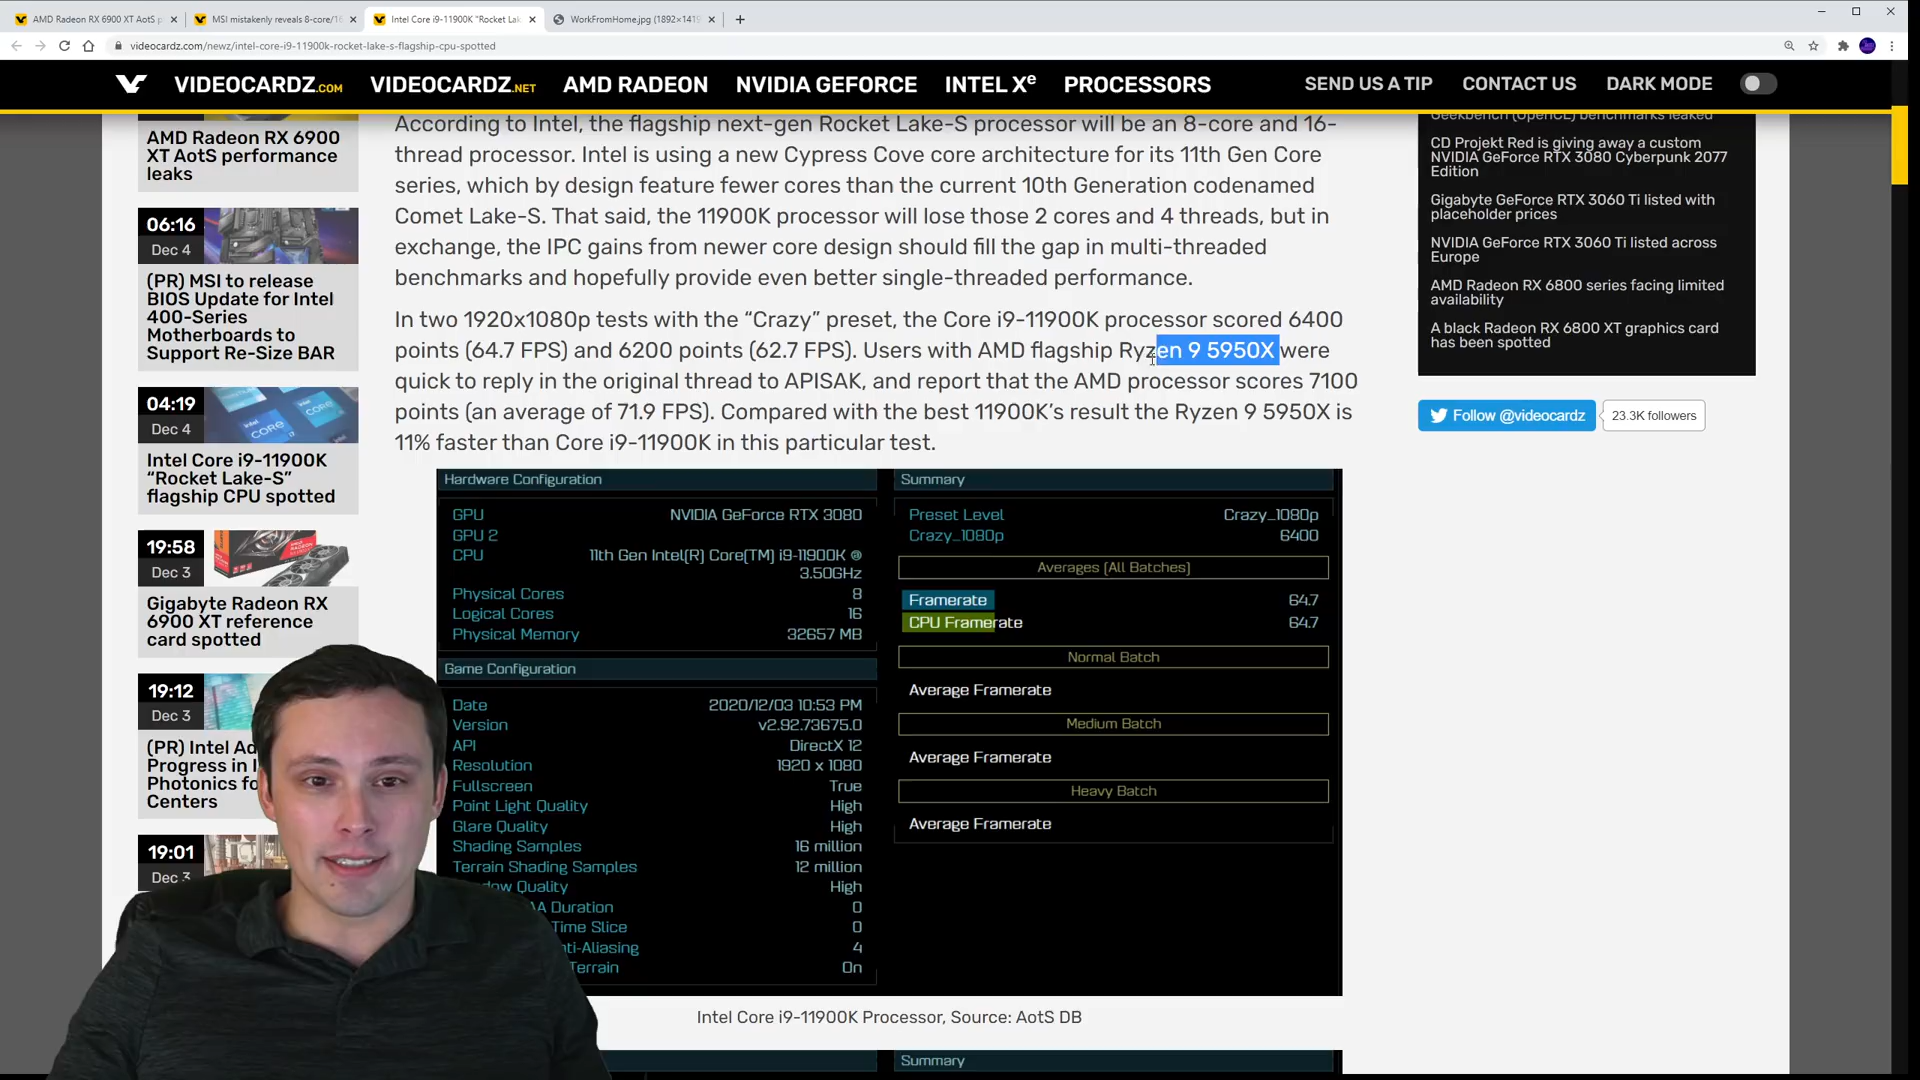 AMD Radeon RX 6900 XT AotS p
MSI mistakenly reveals 8-core/16
Intel Core i9-11900K "Rocket Lak
WorkFromHome.jpg (1892×1419
videocardz.com/newz/intel-core-i9-11900k-rocket-lake-s-flagship-cpu-spotted
VIDEOCARDZ.COM VIDEOCARDZ.NET AMD RADEON NVIDIA GEFORCE INTEL Xe PROCESSORS SEND US A TIP CONTACT US DARK MODE
AMD Radeon RX 6900
XT AotS performance
leaks
06:16
Dec 4
(PR) MSI to release
BIOS Update for Intel
400-Series
Motherboards to
Support Re-Size BAR
04:19
Dec 4
Intel Core i9-11900K
“Rocket Lake-S”
flagship CPU spotted
19:58
Dec 3
Gigabyte Radeon RX
6900 XT reference
card spotted
19:12
Dec 3
(PR) Intel Ad
Progress in I
Photonics fo
Centers
19:01
Dec 3
According to Intel, the flagship next-gen Rocket Lake-S processor will be an 8-core and 16-
thread processor. Intel is using a new Cypress Cove core architecture for its 11th Gen Core
series, which by design feature fewer cores than the current 10th Generation codenamed
Comet Lake-S. That said, the 11900K processor will lose those 2 cores and 4 threads, but in
exchange, the IPC gains from newer core design should fill the gap in multi-threaded
benchmarks and hopefully provide even better single-threaded performance.
In two 1920x1080p tests with the “Crazy” preset, the Core i9-11900K processor scored 6400
points (64.7 FPS) and 6200 points (62.7 FPS). Users with AMD flagship Ryzen 9 5950X were
quick to reply in the original thread to APISAK, and report that the AMD processor scores 7100
points (an average of 71.9 FPS). Compared with the best 11900K’s result the Ryzen 9 5950X is
11% faster than Core i9-11900K in this particular test.
Hardware Configuration
GPU NVIDIA GeForce RTX 3080
GPU 2
CPU 11th Gen Intel(R) Core(TM) i9-11900K @
3.50GHz
Physical Cores 8
Logical Cores 16
Physical Memory 32657 MB
Game Configuration
Date 2020/12/03 10:53 PM
Version v2.92.73675.0
API DirectX 12
Resolution 1920 x 1080
Fullscreen True
Point Light Quality High
Glare Quality High
Shading Samples 16 million
Terrain Shading Samples 12 million
dow Quality High
AA Duration 0
Time Slice 0
ti-Aliasing 4
Terrain On
Summary
Preset Level Crazy_1080p
Crazy_1080p 6400
Averages (All Batches)
Framerate 64.7
CPU Framerate 64.7
Normal Batch
Average Framerate
Medium Batch
Average Framerate
Heavy Batch
Average Framerate
Intel Core i9-11900K Processor, Source: AotS DB
Summary
Geekbench (OpenCL) benchmarks leaked
CD Projekt Red is giving away a custom
NVIDIA GeForce RTX 3080 Cyberpunk 2077
Edition
Gigabyte GeForce RTX 3060 Ti listed with
placeholder prices
NVIDIA GeForce RTX 3060 Ti listed across
Europe
AMD Radeon RX 6800 series facing limited
availability
A black Radeon RX 6800 XT graphics card
has been spotted
Follow @videocardz
23.3K followers